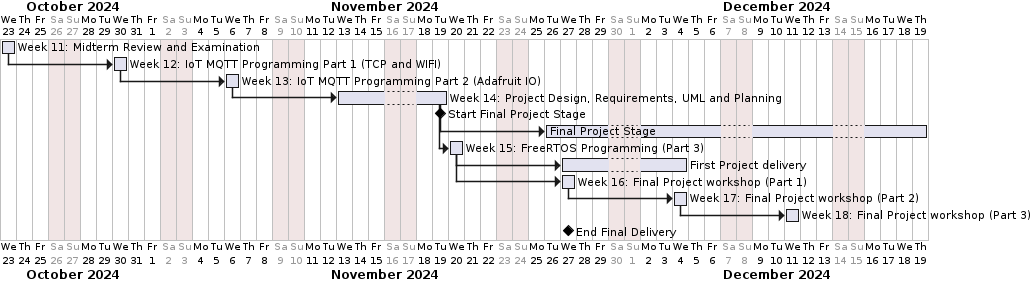 October 2024 November 2024 December 2024
We Th Fr Sa Su Mo Tu We Th Fr Sa Su Mo Tu We Th Fr Sa Su Mo Tu We Th Fr Sa Su Mo Tu We Th Fr Sa Su Mo Tu We Th Fr Sa Su Mo Tu We Th Fr Sa Su Mo Tu We Th Fr Sa Su Mo Tu We Th
23 24 25 26 27 28 29 30 31 1 2 3 4 5 6 7 8 9 10 11 12 13 14 15 16 17 18 19 20 21 22 23 24 25 26 27 28 29 30 1 2 3 4 5 6 7 8 9 10 11 12 13 14 15 16 17 18 19
Week 11: Midterm Review and Examination
Week 12: IoT MQTT Programming Part 1 (TCP and WIFI)
Week 13: IoT MQTT Programming Part 2 (Adafruit IO)
Week 14: Project Design, Requirements, UML and Planning
Start Final Project Stage
Final Project Stage
Week 15: FreeRTOS Programming (Part 3)
First Project delivery
Week 16: Final Project workshop (Part 1)
Week 17: Final Project workshop (Part 2)
Week 18: Final Project workshop (Part 3)
End Final Delivery
We Th Fr Sa Su Mo Tu We Th Fr Sa Su Mo Tu We Th Fr Sa Su Mo Tu We Th Fr Sa Su Mo Tu We Th Fr Sa Su Mo Tu We Th Fr Sa Su Mo Tu We Th Fr Sa Su Mo Tu We Th Fr Sa Su Mo Tu We Th
23 24 25 26 27 28 29 30 31 1 2 3 4 5 6 7 8 9 10 11 12 13 14 15 16 17 18 19 20 21 22 23 24 25 26 27 28 29 30 1 2 3 4 5 6 7 8 9 10 11 12 13 14 15 16 17 18 19
October 2024 November 2024 December 2024